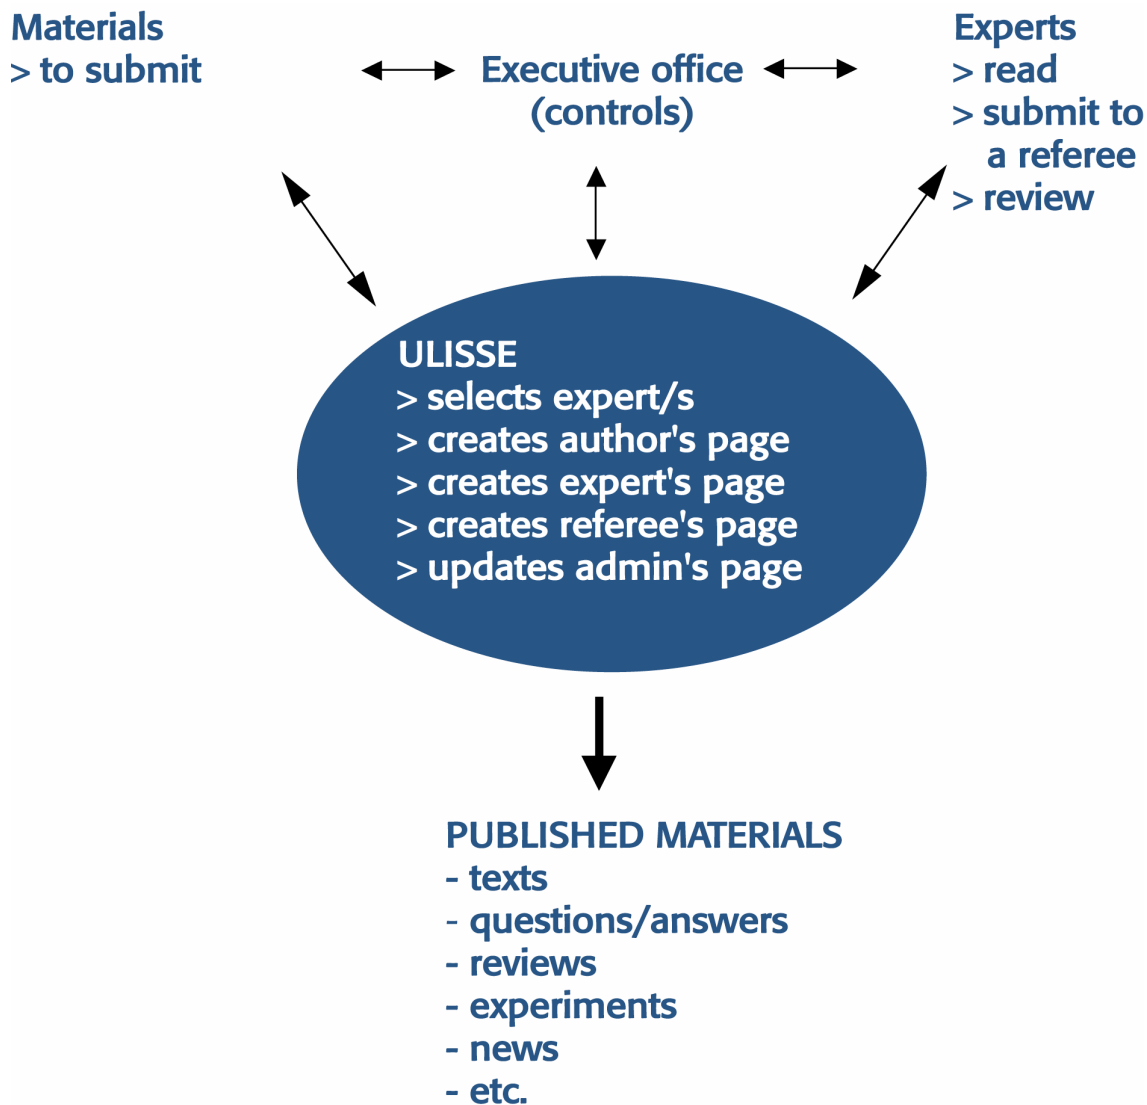 Materials
> to submit
Executive office
(controls)
Experts
> read
> submit to
a referee
> review
ULISSE
> selects expert/s
> creates author's page
> creates expert's page
> creates referee's page
> updates admin's page
PUBLISHED MATERIALS
- texts
- questions/answers
- reviews
- experiments
- news
- etc.